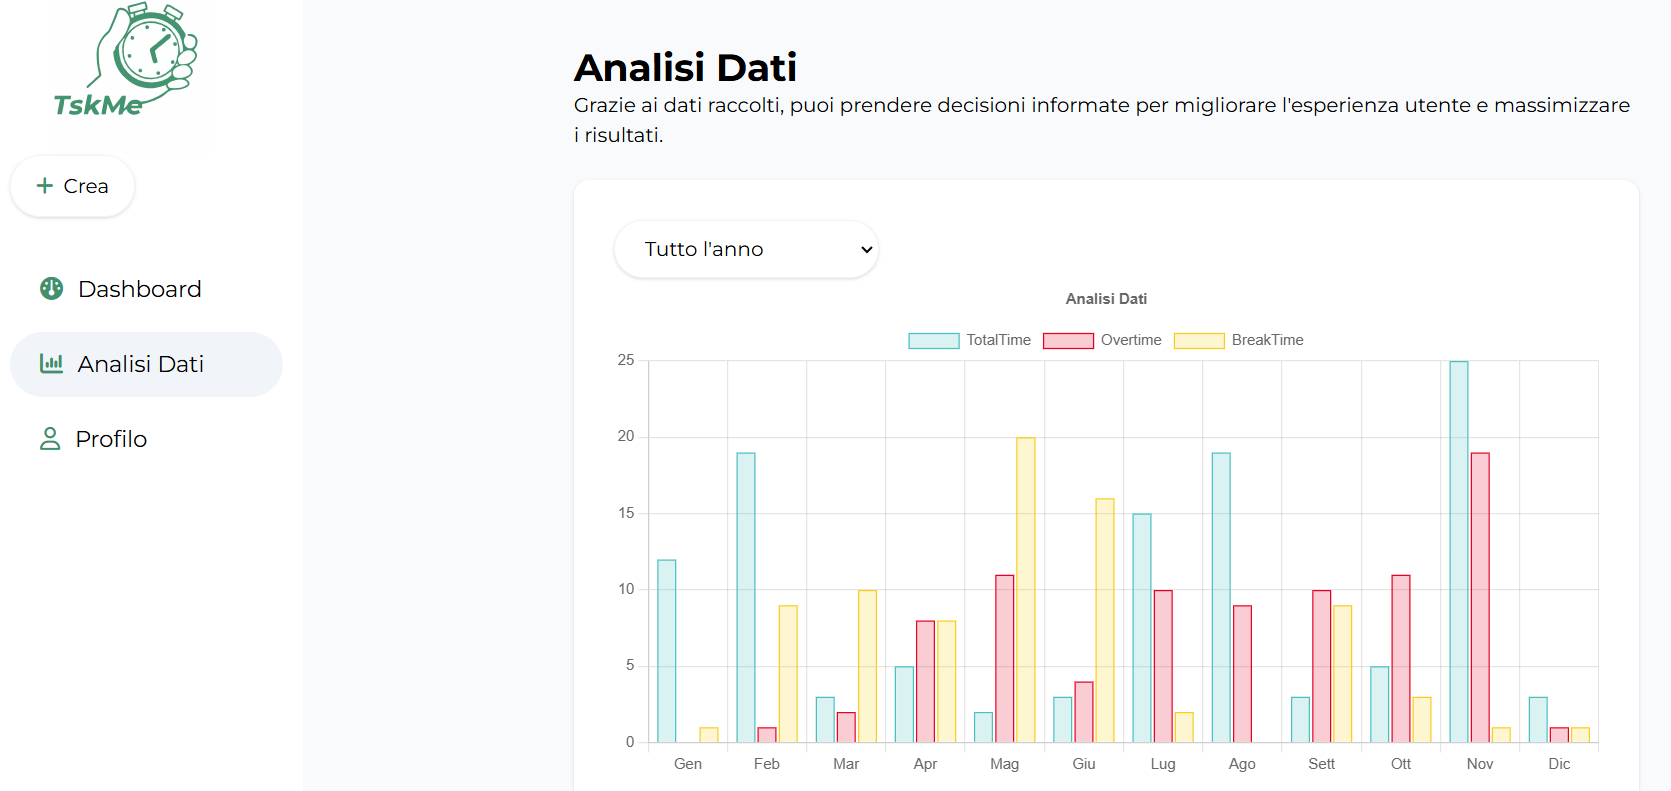 TskMe
Crea
Dashboard
Analisi Dati
Profilo
Analisi Dati
Grazie ai dati raccolti, puoi prendere decisioni informate per migliorare l'esperienza utente e massimizzare
i risultati.
Tutto l'anno
Analisi Dati
TotalTime Overtime BreakTime
25
20
15
10
5
0
Gen Feb Mar Apr Mag Giu Lug Ago Sett Ott Nov Dic